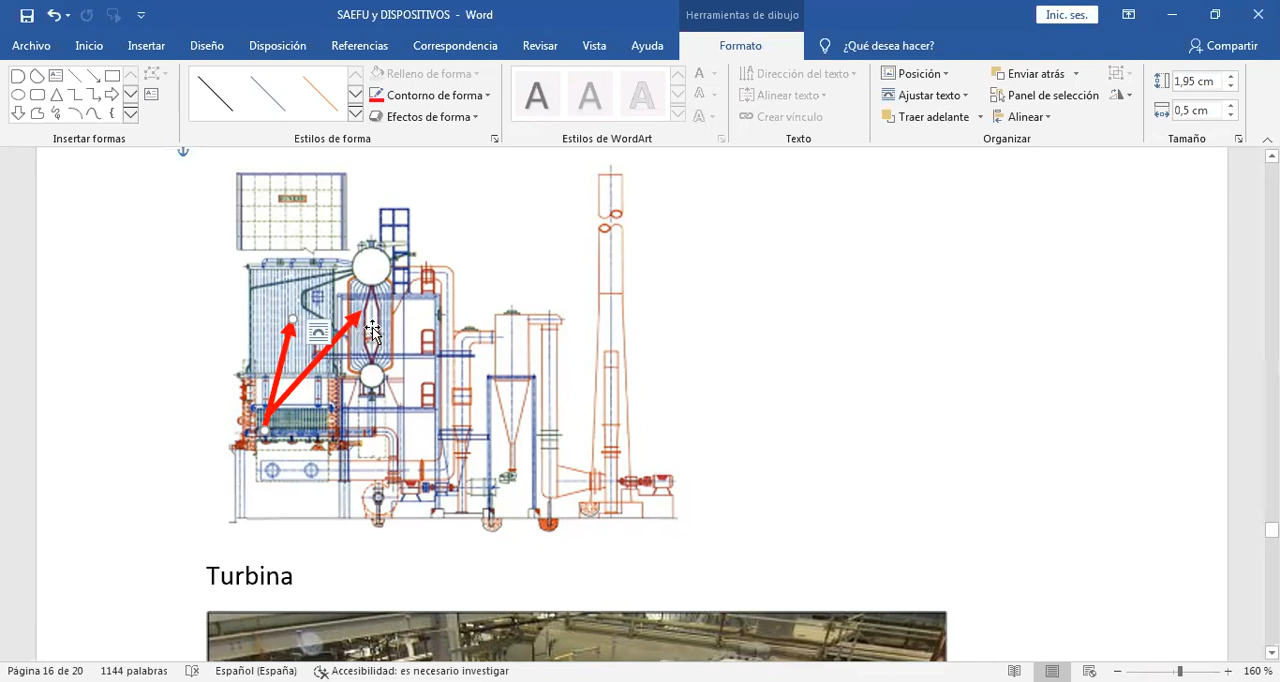 SAEFU y DISPOSITIVOS - Word
Herramientas de dibujo
Inic. ses.
Archivo
Inicio
Insertar
Diseño
Disposición
Referencias
Correspondencia
Revisar
Vista
Ayuda
Formato
¿Qué desea hacer?
Compartir
Relleno de forma
Contorno de forma
Efectos de forma
A A A
Dirección del texto
Alinear texto
Crear vínculo
Posición
Ajustar texto
Traer adelante
Enviar atrás
Panel de selección
Alinear
1,95 cm
0,5 cm
Insertar formas
Estilos de forma
Estilos de WordArt
Texto
Organizar
Tamaño
Turbina
Página 16 de 20
1144 palabras
Español (España)
Accesibilidad: es necesario investigar
160 %